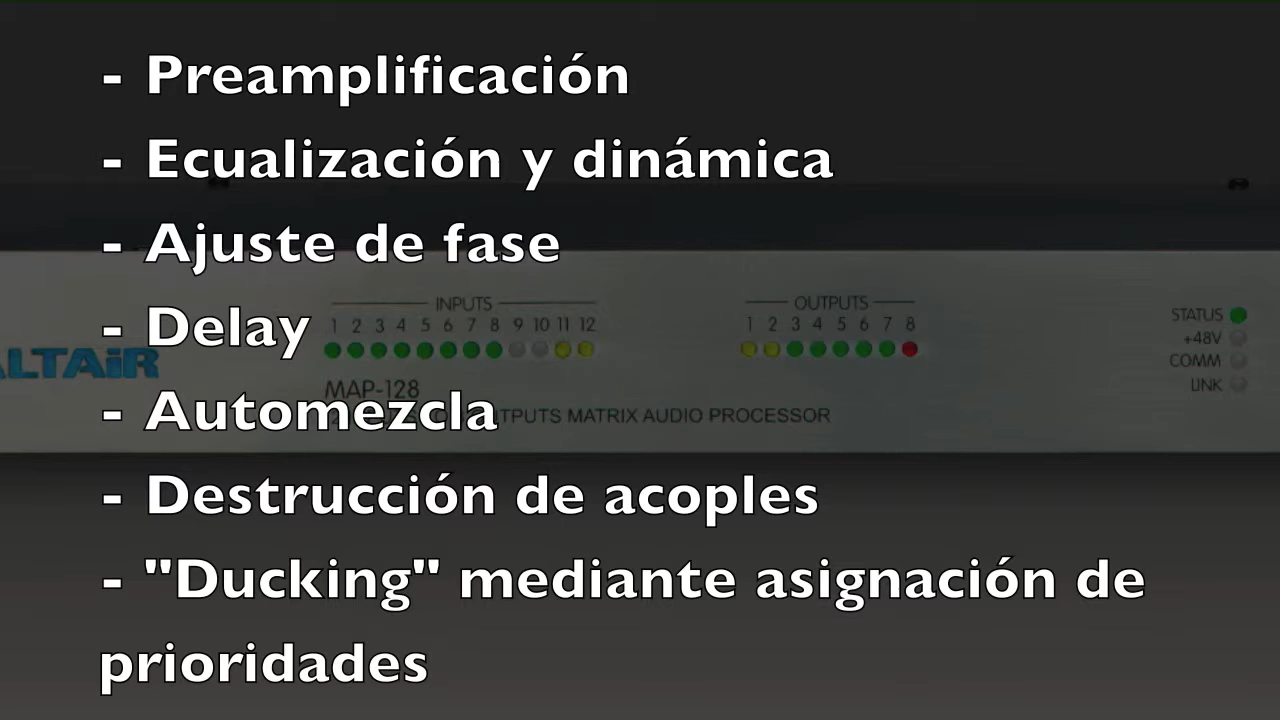 - Preamplificación
- Ecualización y dinámica
- Ajuste de fase
- Delay
- Automezcla
- Destrucción de acoples
- "Ducking" mediante asignación de
prioridades
INPUTS
1 2 3 4 5 6 7 8 9 10 11 12
OUTPUTS
1 2 3 4 5 6 7 8
STATUS
+48V
COMM
LINK
ALTAiR
MAP-128
OUTPUTS MATRIX AUDIO PROCESSOR